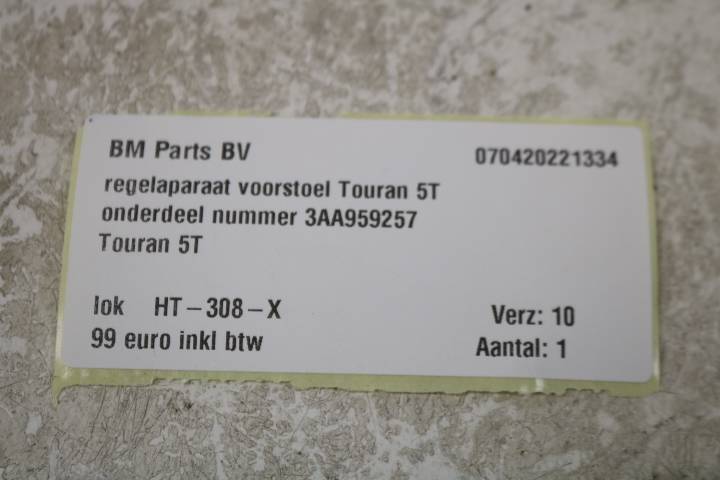 BM Parts BV 070420221334
regelaparaat voorstoel Touran 5T
onderdeel nummer 3AA959257
Touran 5T
lok HT-308-X Verz: 10
99 euro inkl btw Aantal: 1